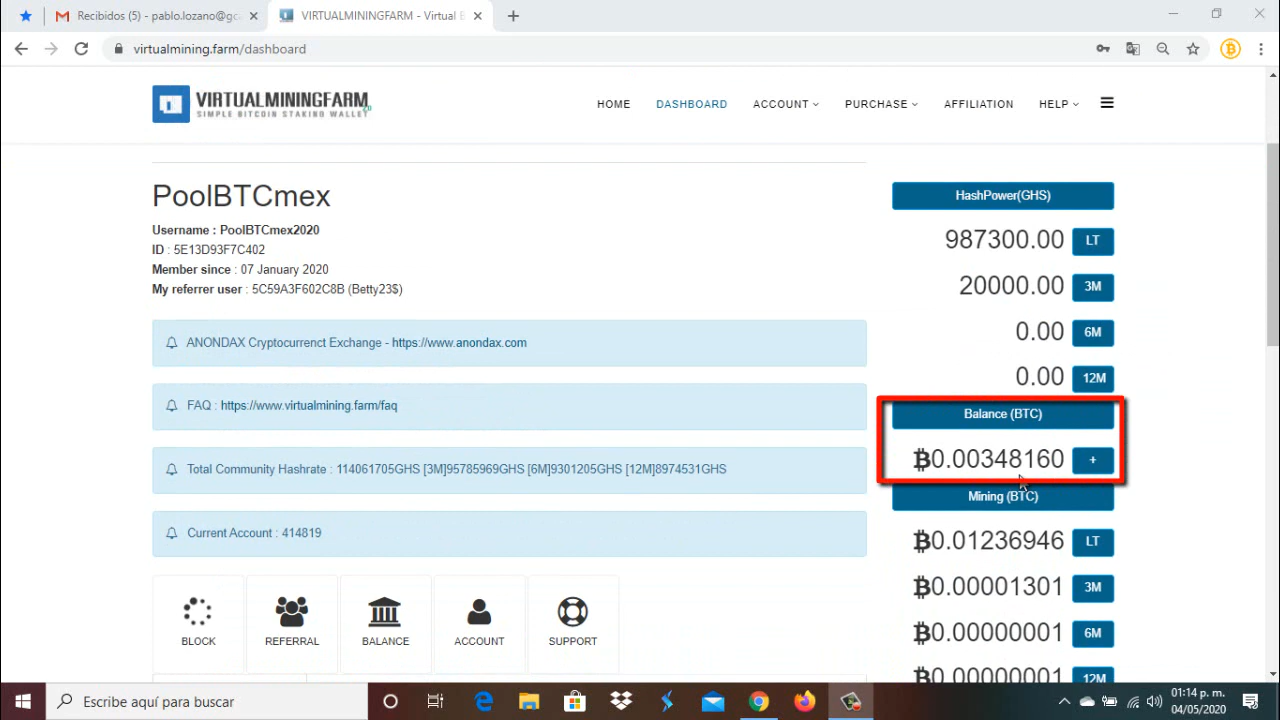 Recibidos (5) - pablo.lozano@gc
VIRTUALMININGFARM - Virtual B
virtualmining.farm/dashboard
VIRTUALMININGFARM
SIMPLE BITCOIN STAKING WALLET
HOME
DASHBOARD
ACCOUNT
PURCHASE
AFFILIATION
HELP
PoolBTCmex
Username : PoolBTCmex2020
ID : 5E13D93F7C402
Member since : 07 January 2020
My referrer user : 5C59A3F602C8B (Betty23$)
ANONDAX Cryptocurrenct Exchange - https://www.anondax.com
FAQ : https://www.virtualmining.farm/faq
Total Community Hashrate : 114061705GHS [3M]95785969GHS [6M]9301205GHS [12M]8974531GHS
Current Account : 414819
BLOCK
REFERRAL
BALANCE
ACCOUNT
SUPPORT
HashPower(GHS)
987300.00 LT
20000.00 3M
0.00 6M
0.00 12M
Balance (BTC)
₿0.00348160 +
Mining (BTC)
₿0.01236946 LT
₿0.00001301 3M
₿0.00000001 6M
₿0.00000001 12M
Escribe aquí para buscar
01:14 p. m.
04/05/2020